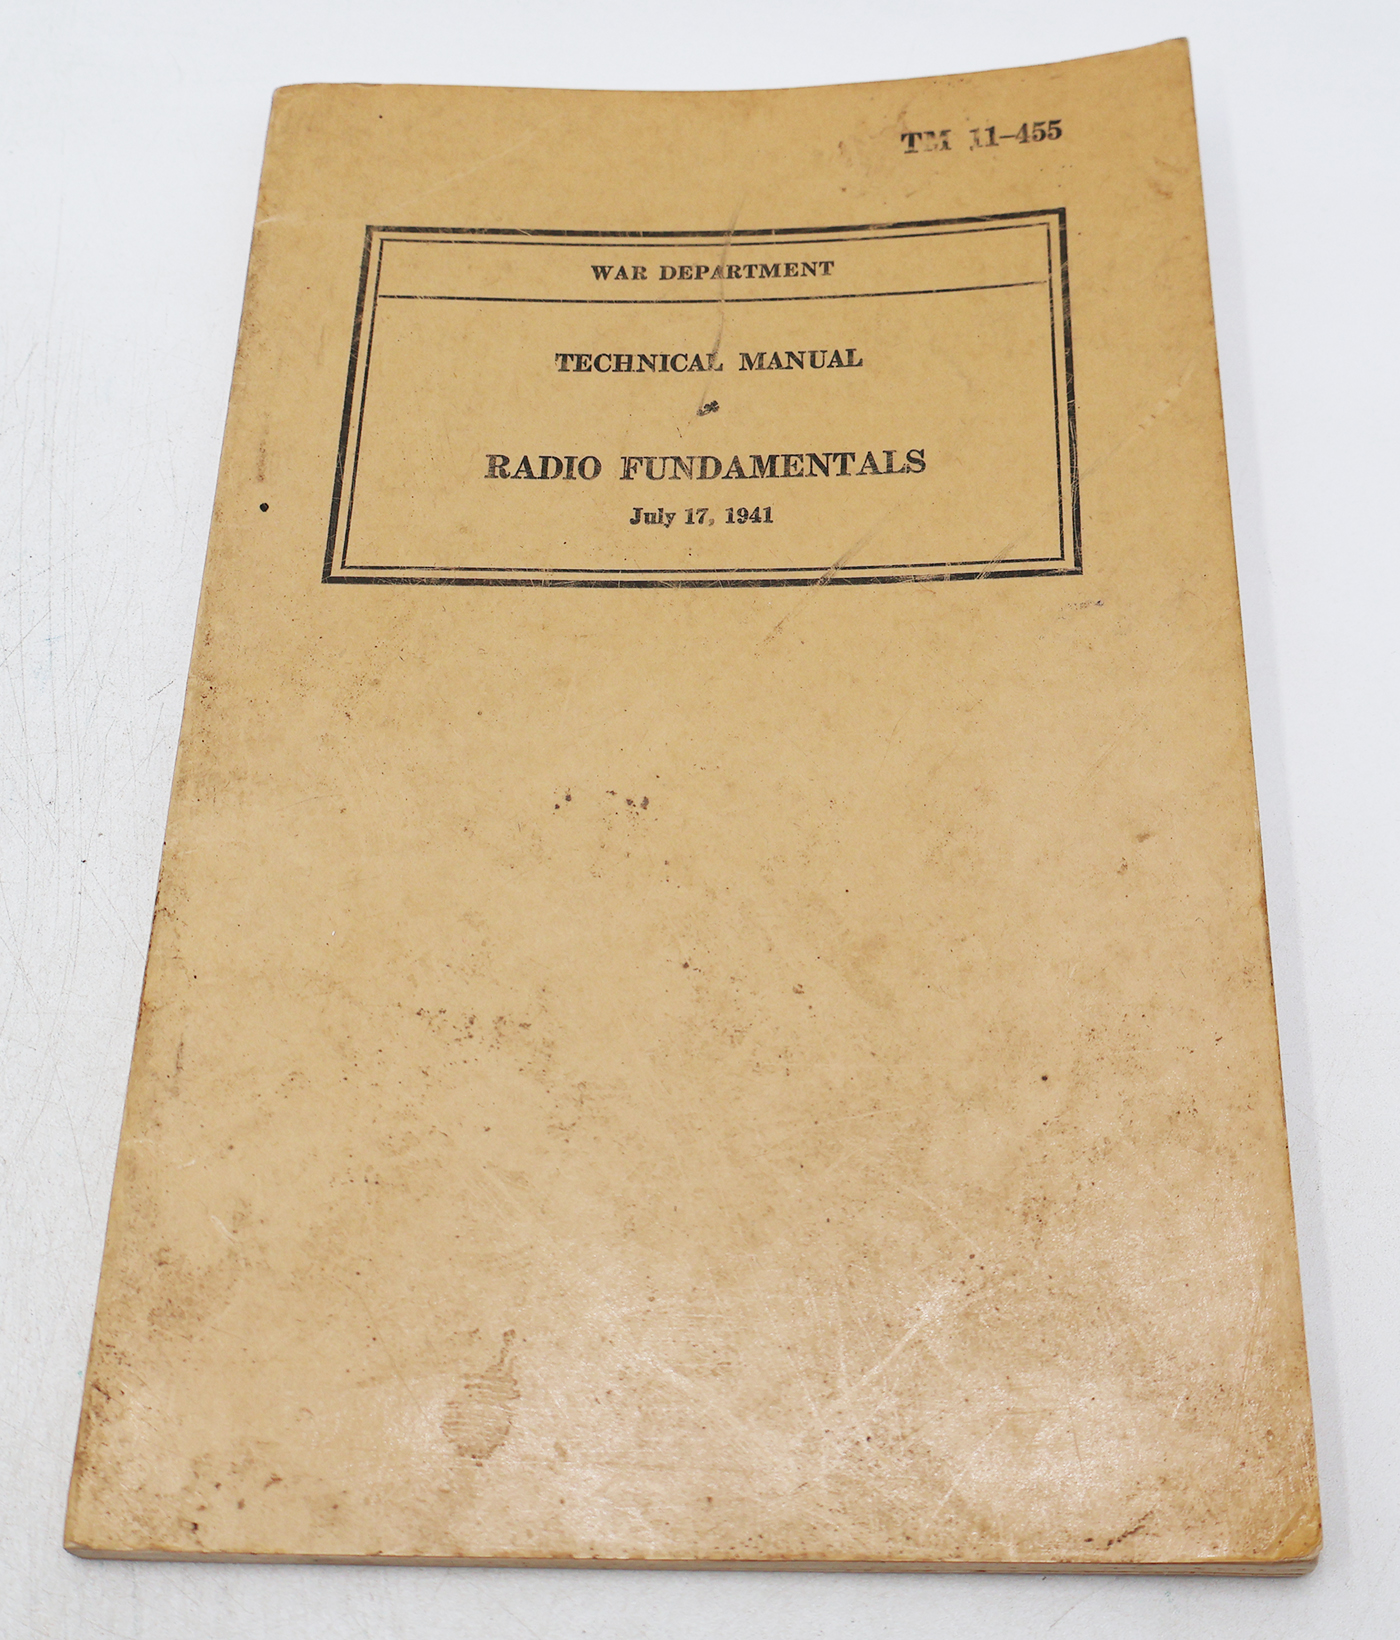 TM 11-455
WAR DEPARTMENT
TECHNICAL MANUAL
RADIO FUNDAMENTALS
July 17, 1941